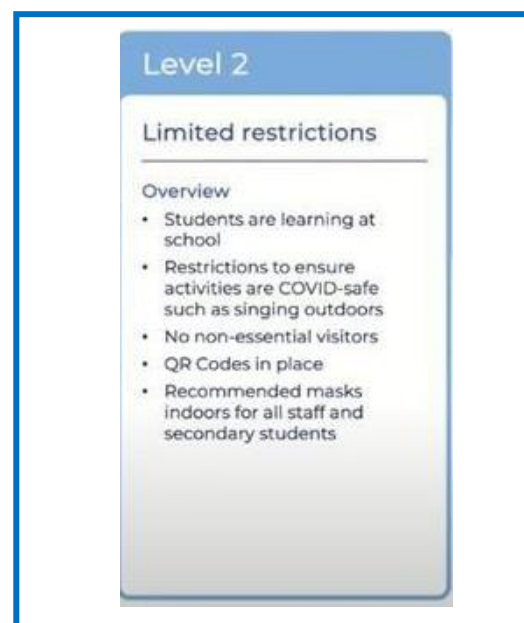 Level 2
Limited restrictions
Overview
• Students are learning at
school
• Restrictions to ensure
activities are COVID-safe
such as singing outdoors
• No non-essential visitors
• QR Codes in place
• Recommended masks
indoors for all staff and
secondary students